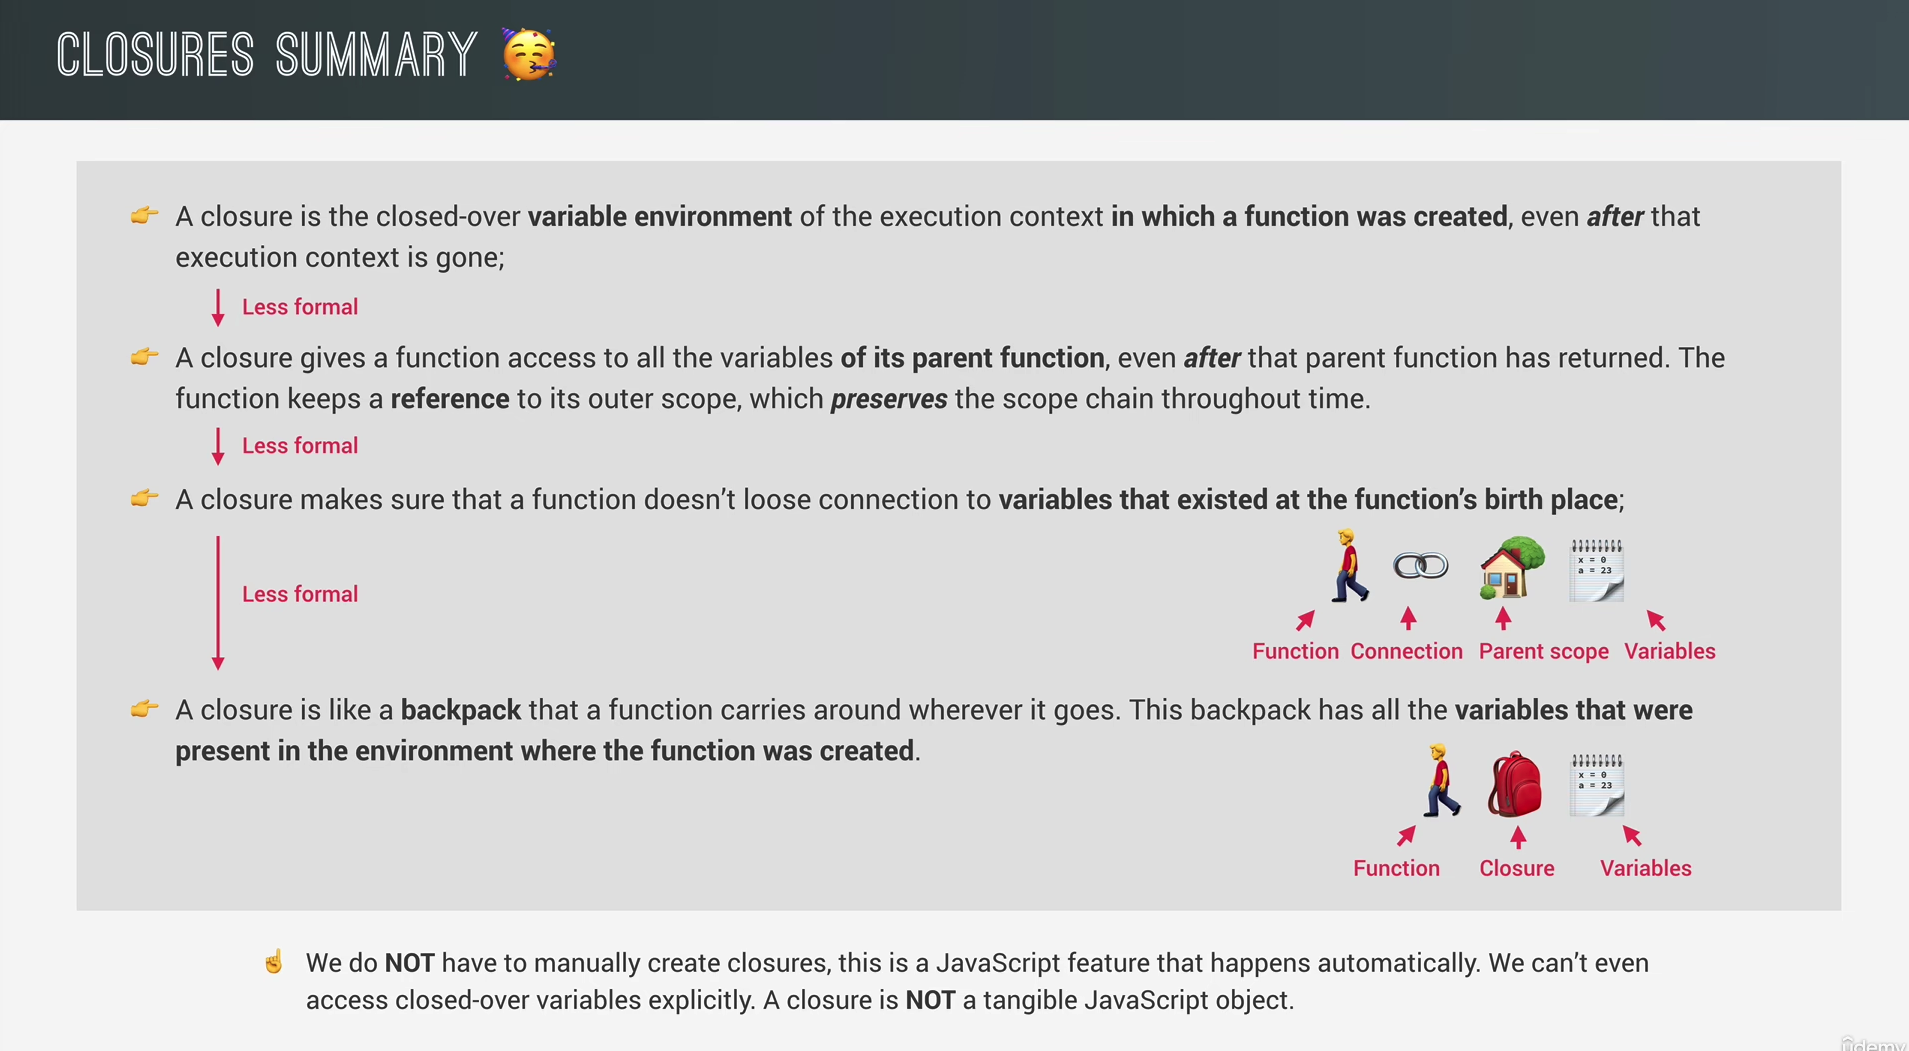 CLOSURES SUMMARY
A closure is the closed-over variable environment of the execution context in which a function was created, even after that
execution context is gone;
Less formal
A closure gives a function access to all the variables of its parent function, even after that parent function has returned. The
function keeps a reference to its outer scope, which preserves the scope chain throughout time.
Less formal
A closure makes sure that a function doesn’t loose connection to variables that existed at the function’s birth place;
x = 0
a = 23
Less formal
Function Connection Parent scope Variables
A closure is like a backpack that a function carries around wherever it goes. This backpack has all the variables that were
present in the environment where the function was created.
x = 0
a = 23
Function Closure Variables
We do NOT have to manually create closures, this is a JavaScript feature that happens automatically. We can’t even
access closed-over variables explicitly. A closure is NOT a tangible JavaScript object.
ûdemy